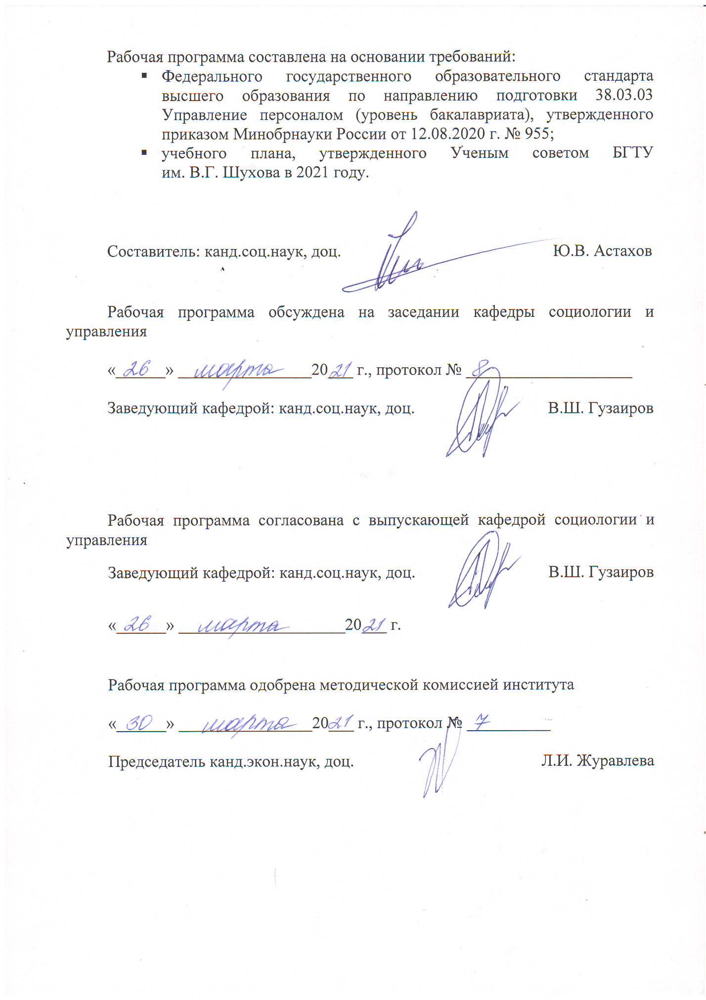 Рабочая программа составлена на основании требований:
▪ Федерального государственного образовательного стандарта
высшего образования по направлению подготовки 38.03.03
Управление персоналом (уровень бакалавриата), утвержденного
приказом Минобрнауки России от 12.08.2020 г. № 955;
▪ учебного плана, утвержденного Ученым советом БГТУ
им. В.Г. Шухова в 2021 году.
Составитель: канд.соц.наук, доц. Ю.В. Астахов
Рабочая программа обсуждена на заседании кафедры социологии и
управления
«26» марта 2021 г., протокол № 8
Заведующий кафедрой: канд.соц.наук, доц. В.Ш. Гузаиров
Рабочая программа согласована с выпускающей кафедрой социологии и
управления
Заведующий кафедрой: канд.соц.наук, доц. В.Ш. Гузаиров
«26» марта 2021 г.
Рабочая программа одобрена методической комиссией института
«30» марта 2021 г., протокол № 7
Председатель канд.экон.наук, доц. Л.И. Журавлева